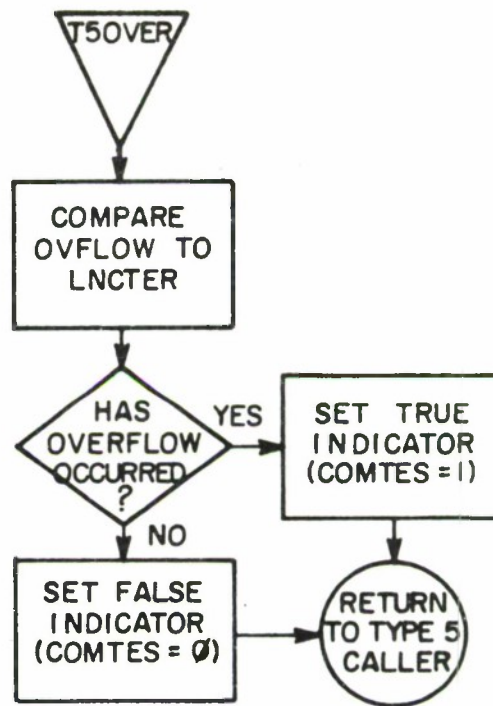 T5OVER
COMPARE
OVFLOW TO
LNCTER
HAS
OVERFLOW
OCCURRED
?
YES
SET TRUE
INDICATOR
(COMTES = 1)
NO
SET FALSE
INDICATOR
(COMTES = Ø)
RETURN
TO TYPE 5
CALLER